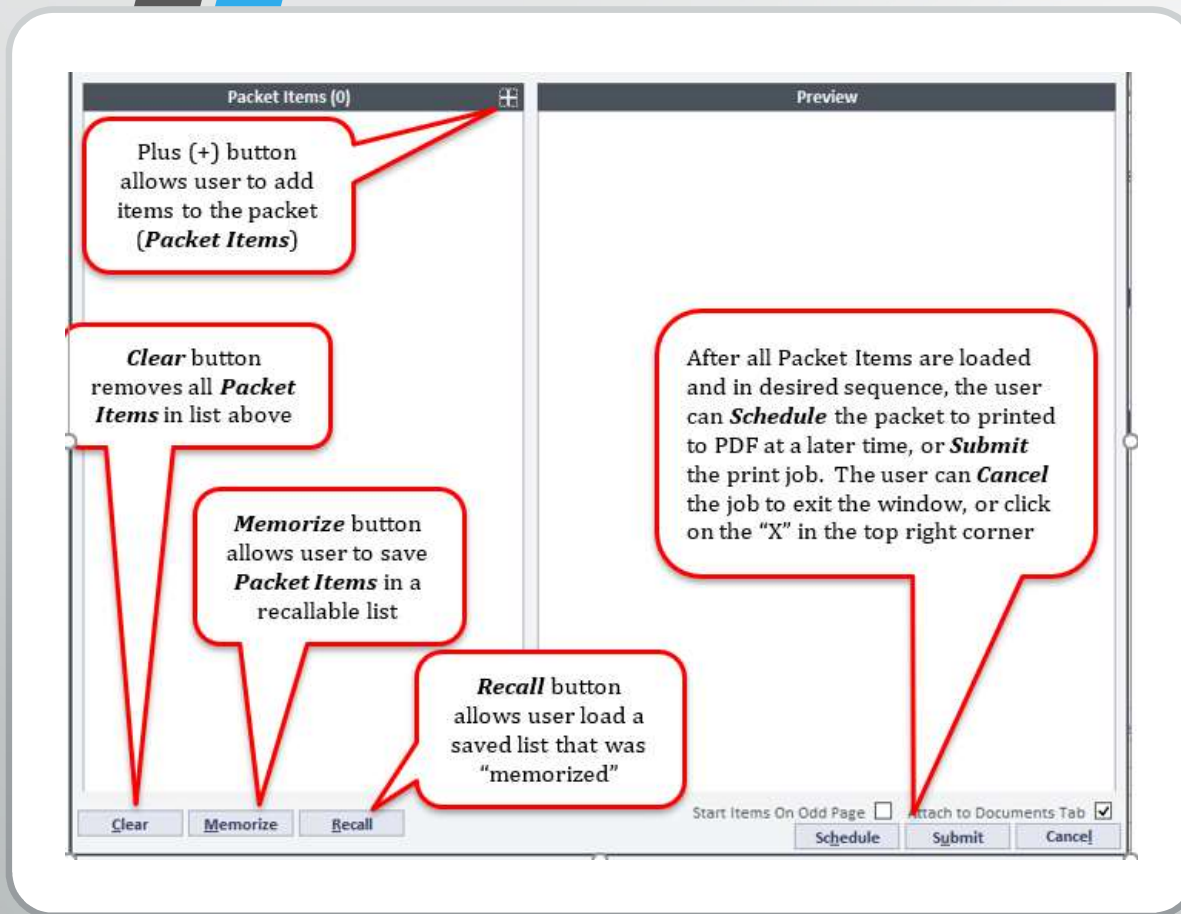 Packet Items (0)
Preview
Plus (+) button
allows user to add
items to the packet
(Packet Items)
Clear button
removes all Packet
Items in list above
Memorize button
allows user to save
Packet Items in a
recallable list
Recall button
allows user load a
saved list that was
“memorized”
After all Packet Items are loaded
and in desired sequence, the user
can Schedule the packet to printed
to PDF at a later time, or Submit
the print job. The user can Cancel
the job to exit the window, or click
on the “X” in the top right corner
Start Items On Odd Page
Attach to Documents Tab
Clear
Memorize
Recall
Schedule
Submit
Cancel